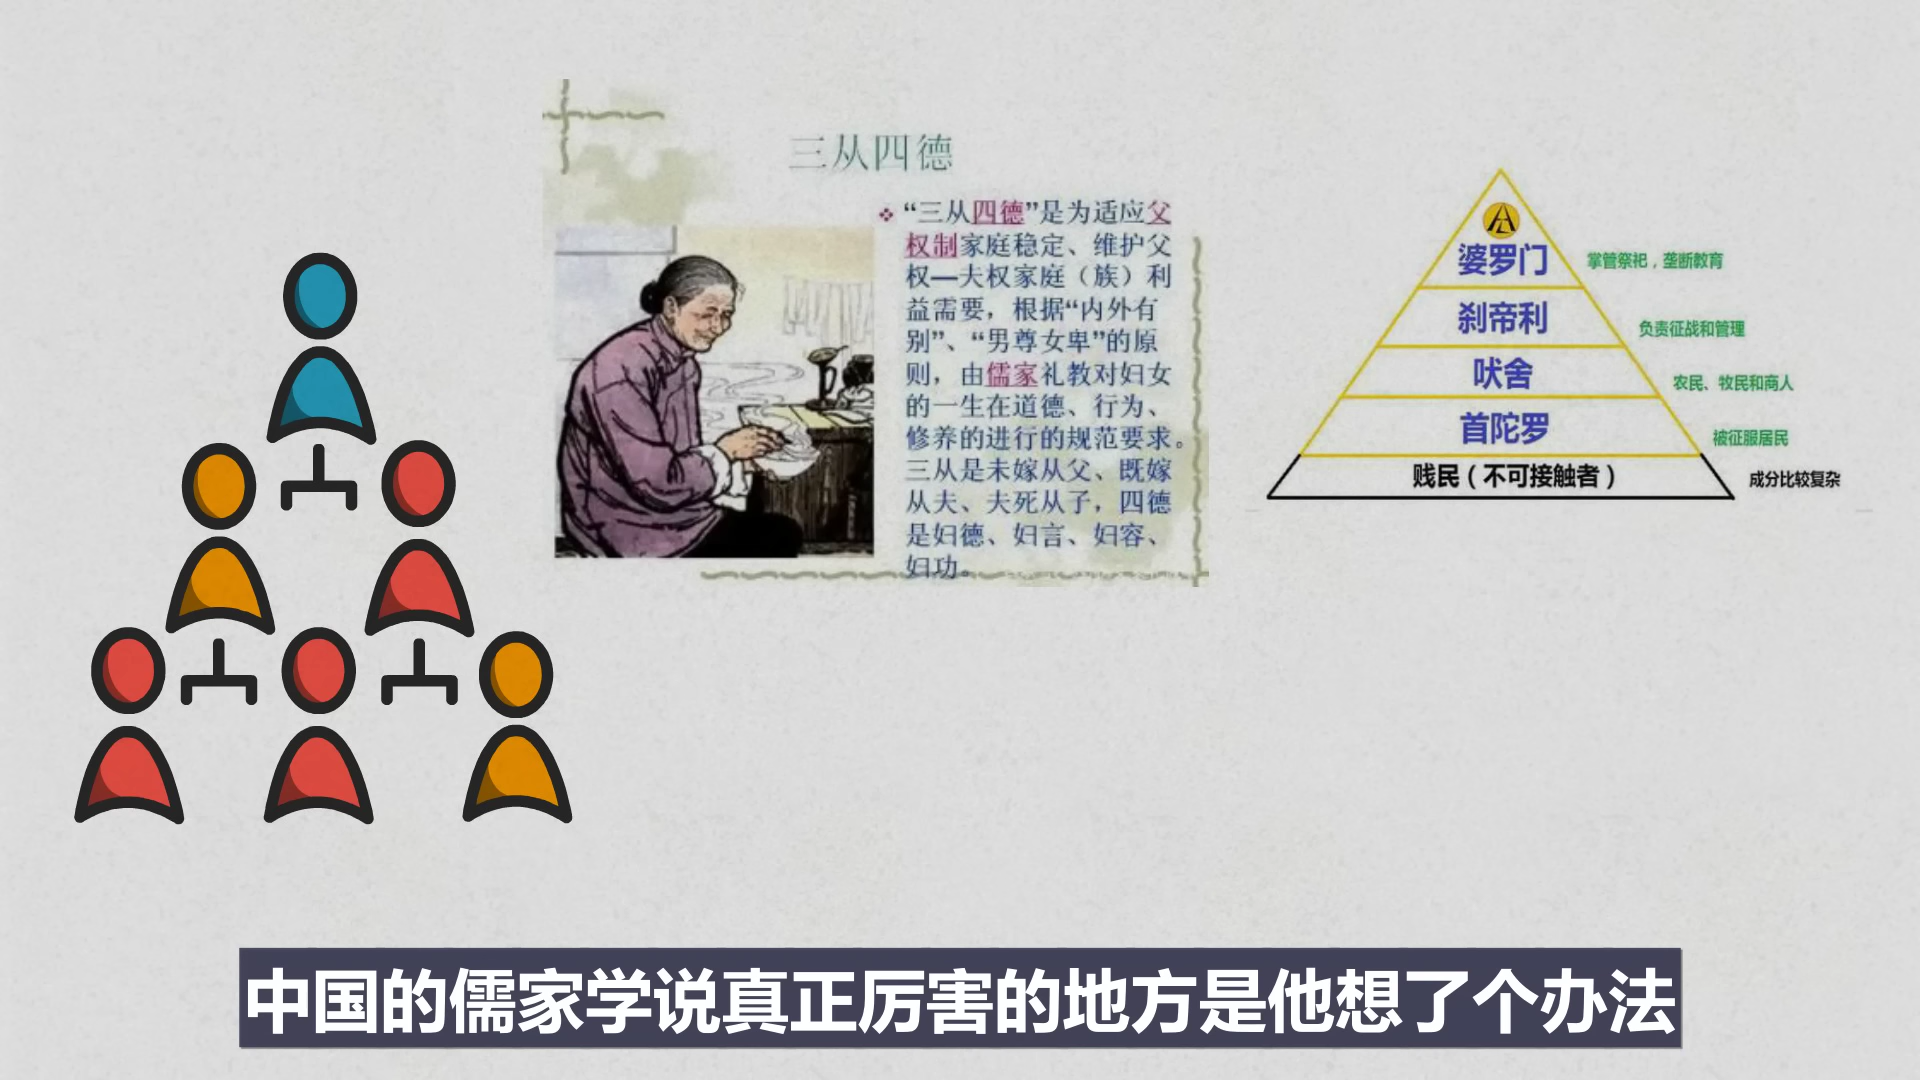 三从四德
“三从四德”是为适应父
权制家庭稳定、维护父
权—夫权家庭（族）利
益需要，根据“内外有
别”、“男尊女卑”的原
则，由儒家礼教对妇女
的一生在道德、行为、
修养的进行的规范要求。
三从是未嫁从父、既嫁
从夫、夫死从子，四德
是妇德、妇言、妇容、
妇功。
婆罗门
掌管祭祀，垄断教育
刹帝利
负责征战和管理
吠舍
农民、牧民和商人
首陀罗
被征服居民
贱民（不可接触者）
成分比较复杂
中国的儒家学说真正厉害的地方是他想了个办法